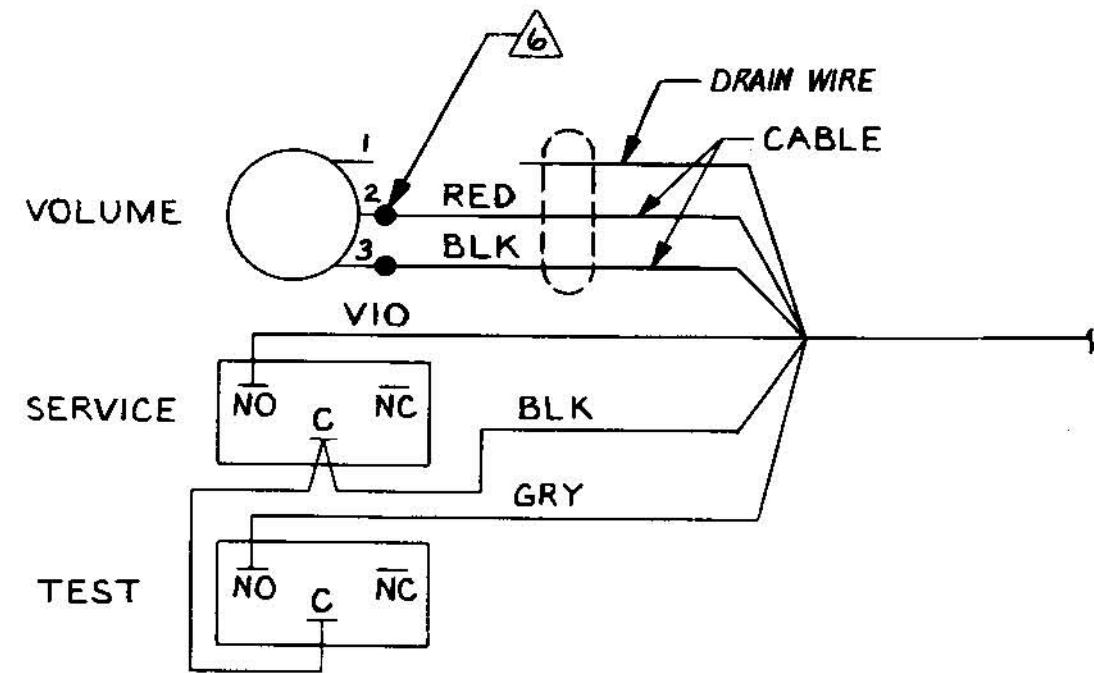 6
DRAIN WIRE
CABLE
1
2
RED
VOLUME
3
BLK
VIO
NO
NC
SERVICE
C
BLK
GRY
NO
NC
TEST
C